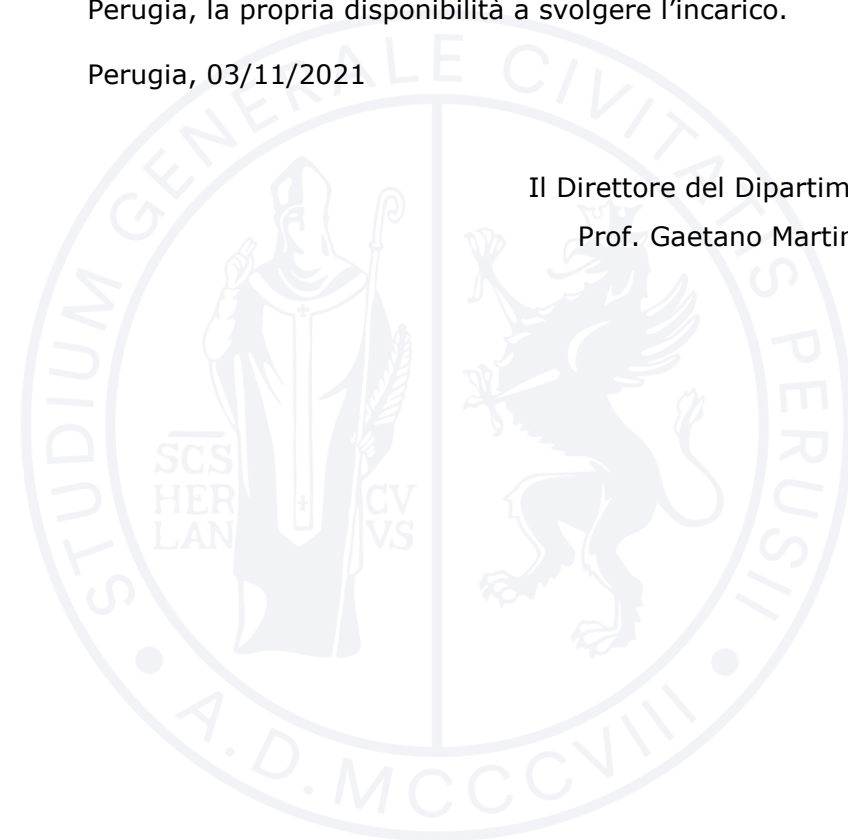 Perugia, la propria disponibilità a svolgere l’incarico.
Perugia, 03/11/2021
Il Direttore del Dipartim
Prof. Gaetano Martin
STUDIUM GENERALE CIVITATIS PERUSII
SCS
HER CV
LAN VS
A.D. MCCCVIII